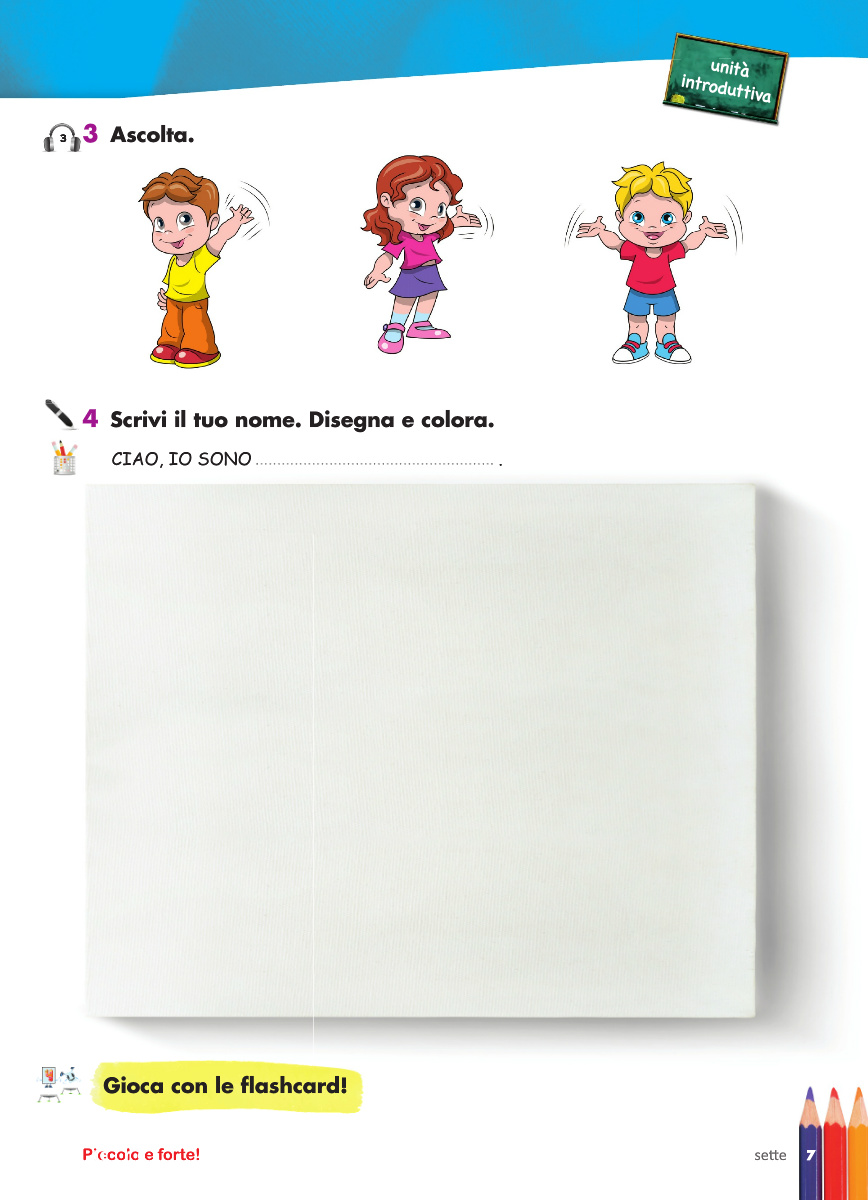 unità
introduttiva
3 3 Ascolta.
4 Scrivi il tuo nome. Disegna e colora.
CIAO, IO SONO ...................................................... .
Gioca con le flashcard!
Piccolo e forte!
sette 7